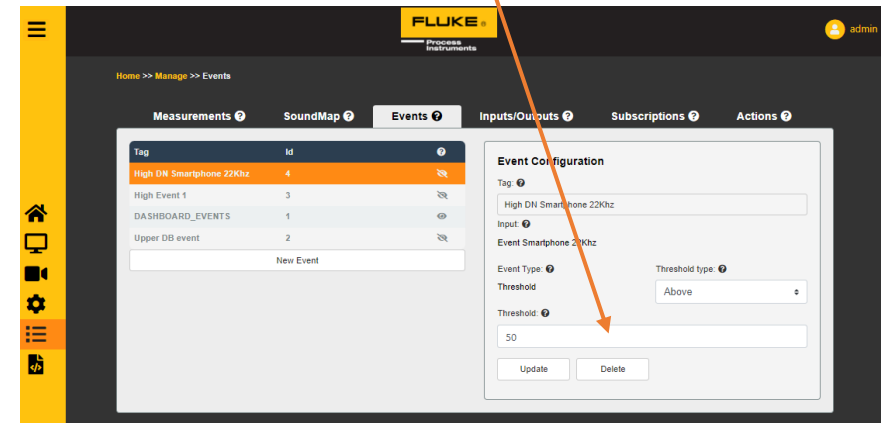 FLUKE®
Process
Instruments
admin
Home >> Manage >> Events
Measurements ?
SoundMap ?
Events ?
Inputs/Outputs ?
Subscriptions ?
Actions ?
Tag Id ?
High DN Smartphone 22Khz 4
High Event 1 3
DASHBOARD_EVENTS 1
Upper DB event 2
New Event
Event Configuration
Tag: ?
High DN Smartphone 22Khz
Input: ?
Event Smartphone 22Khz
Event Type: ?
Threshold
Threshold type: ?
Above
Threshold: ?
50
Update
Delete